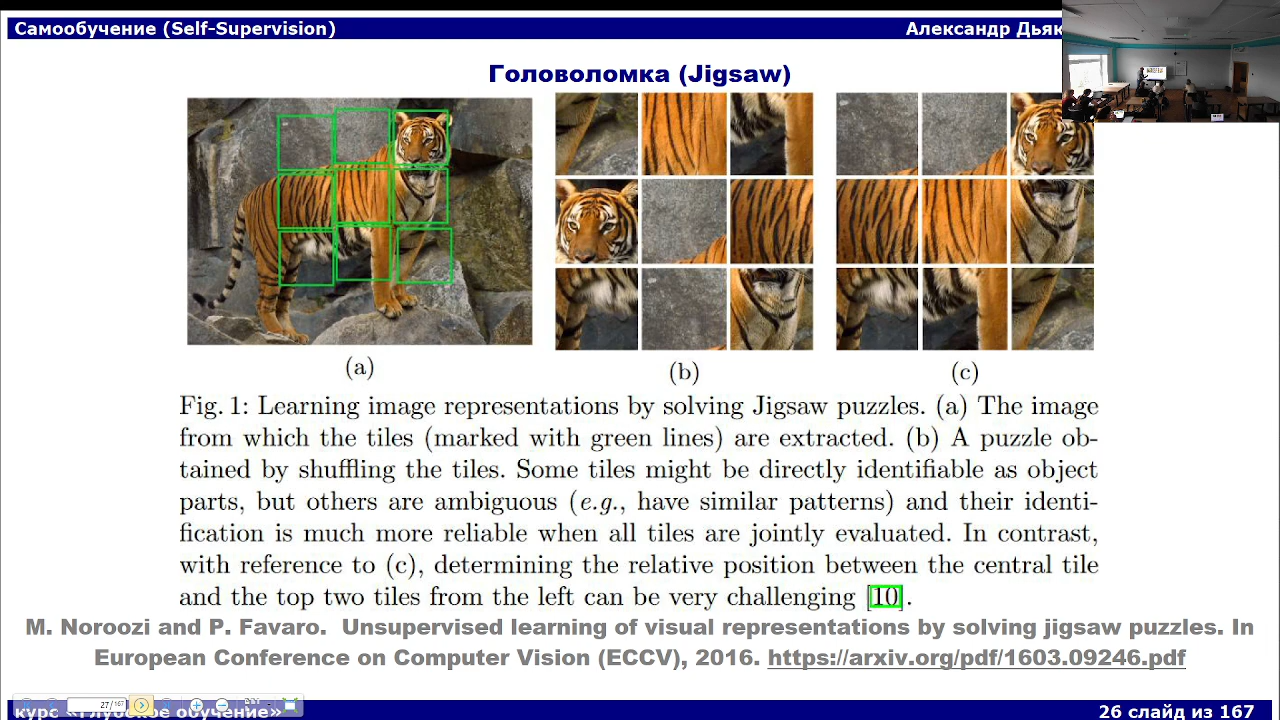 Самообучение (Self-Supervision)
Александр Дьяк
Головоломка (Jigsaw)
(a)
(b)
(c)
Fig. 1: Learning image representations by solving Jigsaw puzzles. (a) The image
from which the tiles (marked with green lines) are extracted. (b) A puzzle ob-
tained by shuffling the tiles. Some tiles might be directly identifiable as object
parts, but others are ambiguous (e.g., have similar patterns) and their identi-
fication is much more reliable when all tiles are jointly evaluated. In contrast,
with reference to (c), determining the relative position between the central tile
and the top two tiles from the left can be very challenging [10].
M. Noroozi and P. Favaro. Unsupervised learning of visual representations by solving jigsaw puzzles. In
European Conference on Computer Vision (ECCV), 2016. https://arxiv.org/pdf/1603.09246.pdf
27/167
курс «Глубокое обучение»
26 слайд из 167